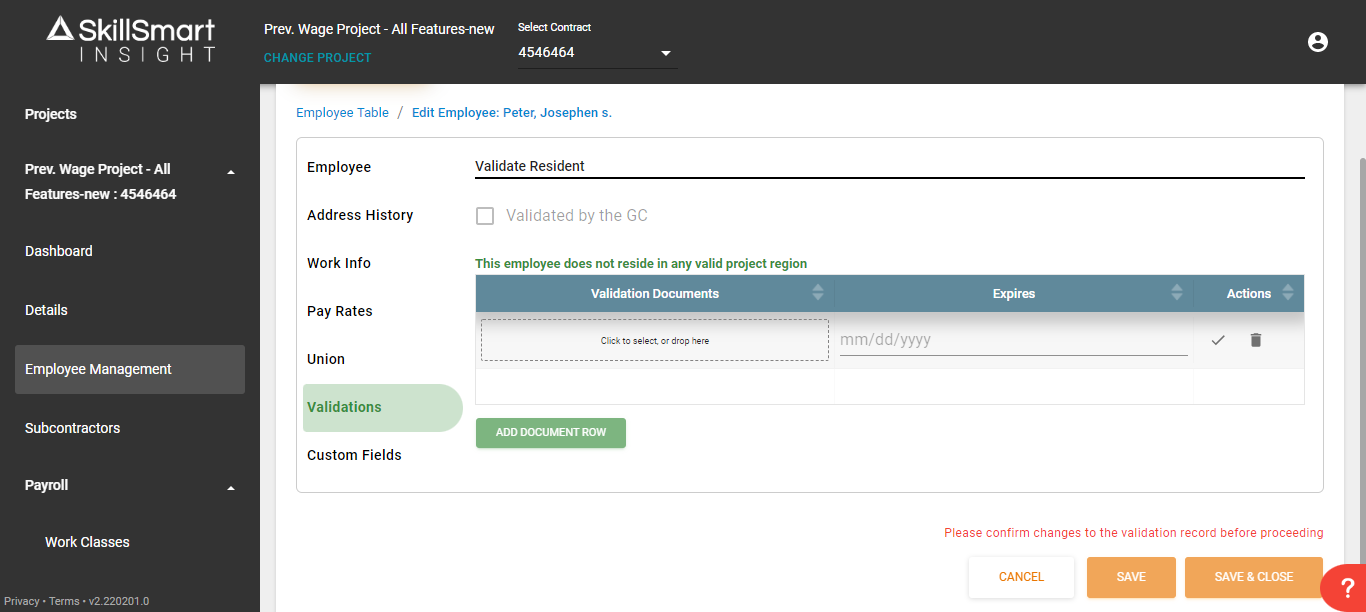 SkillSmart
INSIGHT
Prev. Wage Project - All Features-new
CHANGE PROJECT
Select Contract
4546464
Projects
Prev. Wage Project - All
Features-new : 4546464
Dashboard
Details
Employee Management
Subcontractors
Payroll
Work Classes
Privacy • Terms • v2.220201.0
Employee Table / Edit Employee: Peter, Josephen s.
Employee
Address History
Work Info
Pay Rates
Union
Validations
Custom Fields
Validate Resident
Validated by the GC
This employee does not reside in any valid project region
Validation Documents Expires Actions
Click to select, or drop here mm/dd/yyyy
ADD DOCUMENT ROW
Please confirm changes to the validation record before proceeding
CANCEL SAVE SAVE & CLOSE
?